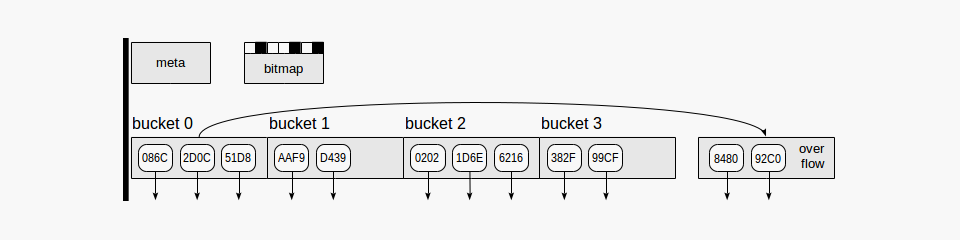 meta
bitmap
bucket 0 bucket 1 bucket 2 bucket 3
086C 2D0C 51D8 AAF9 D439 0202 1D6E 6216 382F 99CF 8480 92C0 over
flow